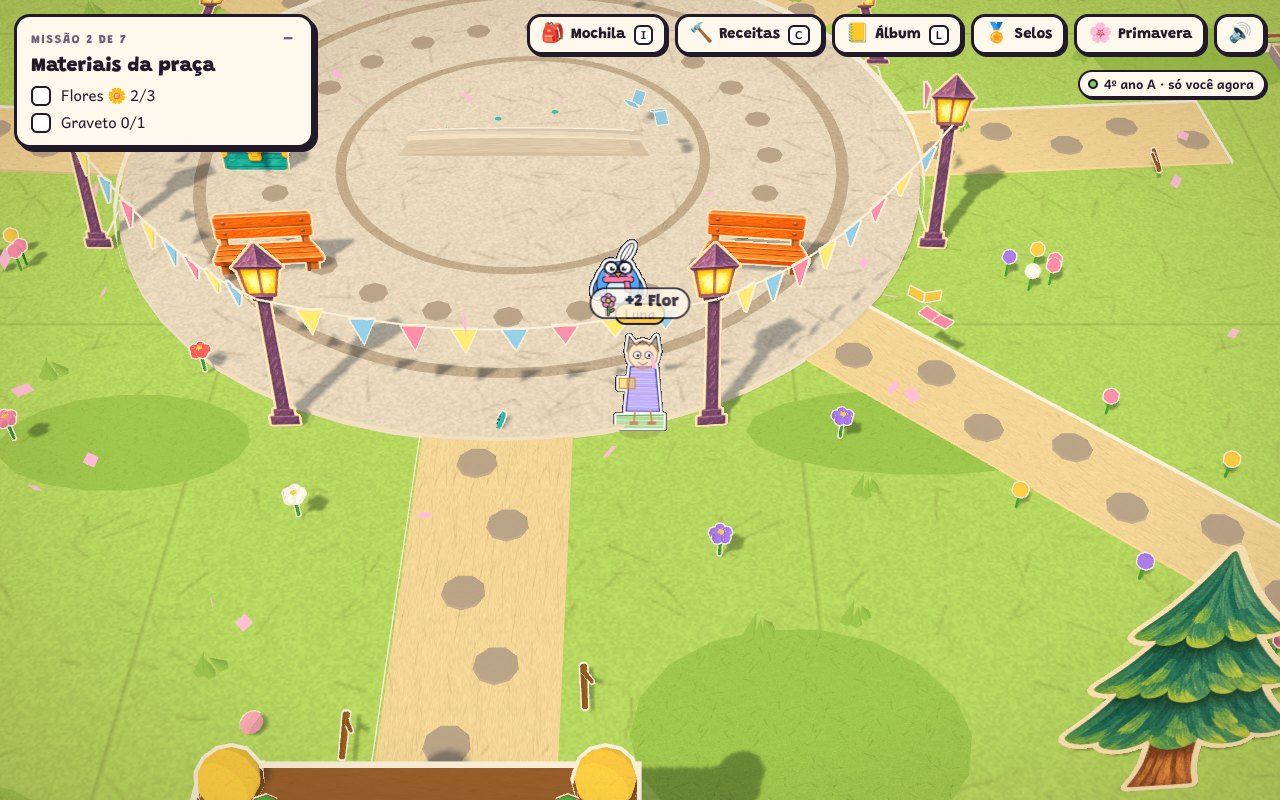 MISSÃO 2 DE 7
Materiais da praça
Flores 🌼 2/3
Graveto 0/1
Mochila I
Receitas C
Álbum L
Selos
Primavera
4º ano A · só você agora
+2 Flor